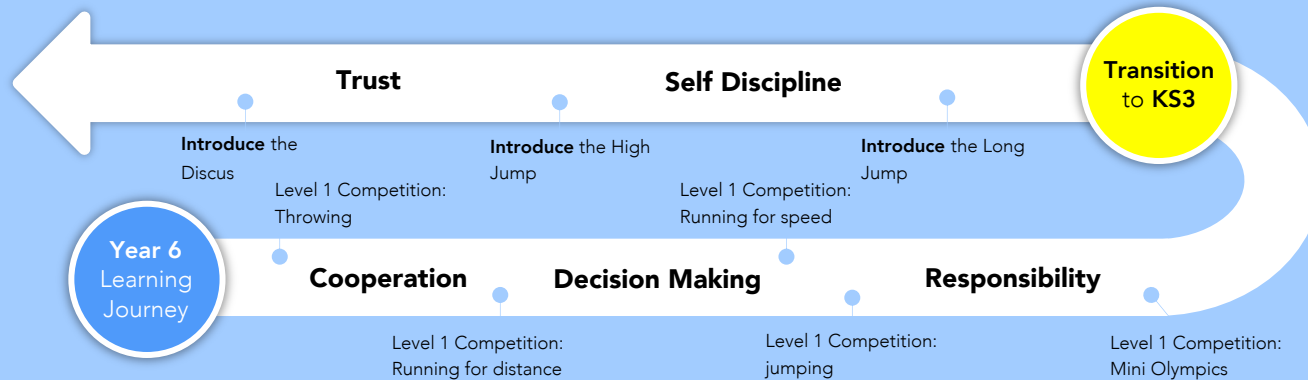 Trust
Self Discipline
Transition
to KS3
Introduce the
Discus
Introduce the High
Jump
Introduce the Long
Jump
Level 1 Competition:
Throwing
Level 1 Competition:
Running for speed
Year 6
Learning
Journey
Cooperation
Decision Making
Responsibility
Level 1 Competition:
Running for distance
Level 1 Competition:
jumping
Level 1 Competition:
Mini Olympics